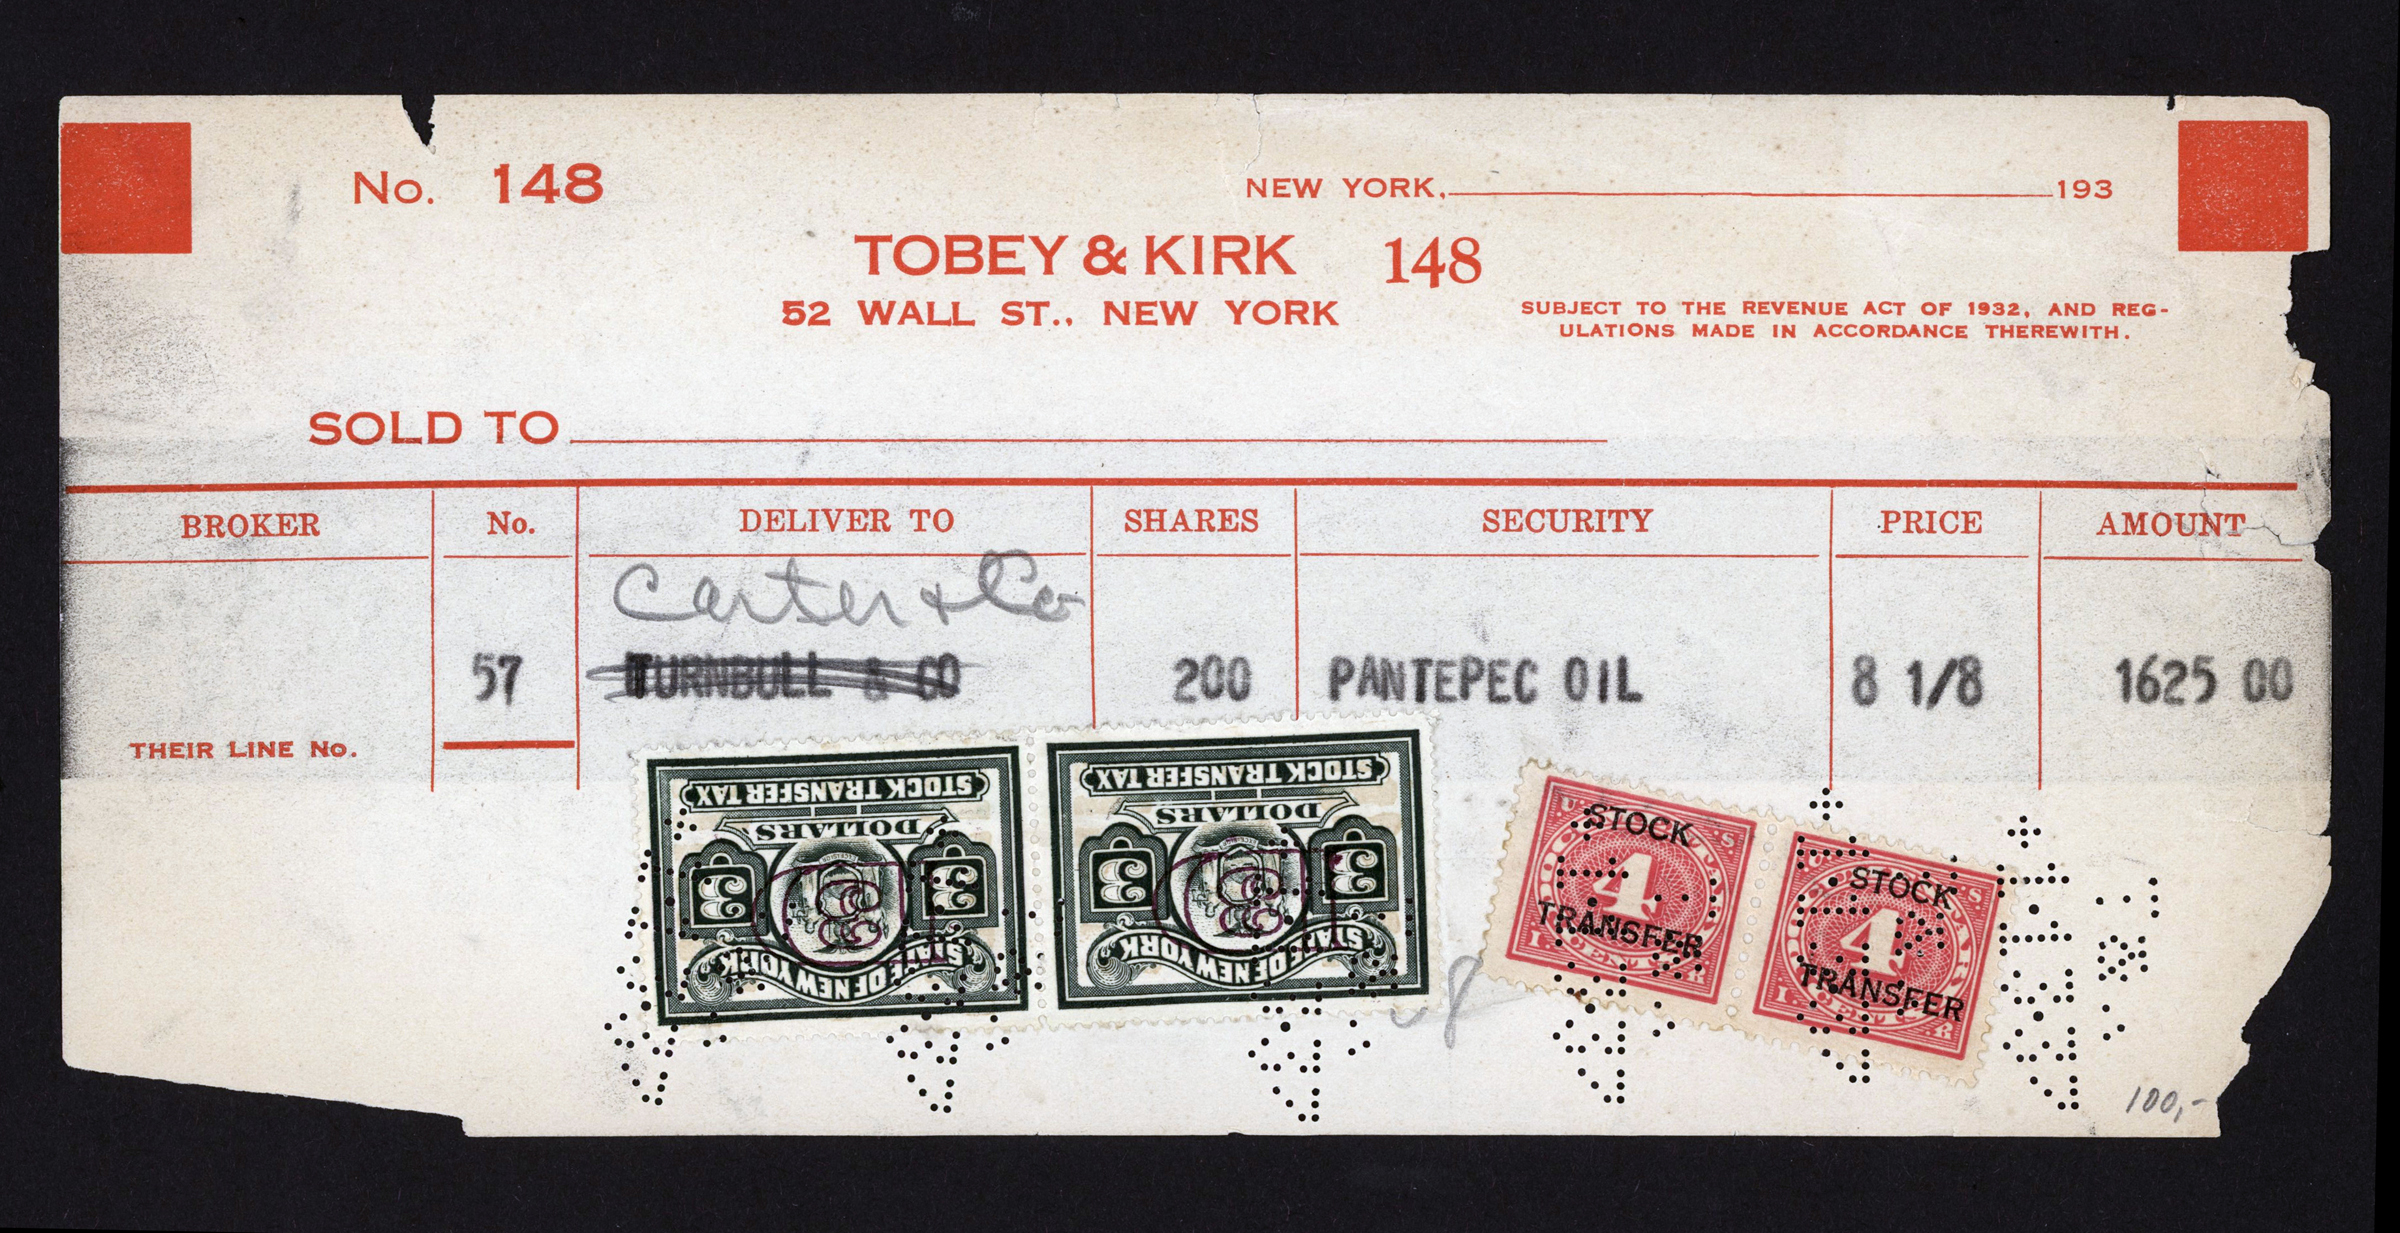 No. 148
NEW YORK, 193
TOBEY & KIRK 148
52 WALL ST., NEW YORK
SUBJECT TO THE REVENUE ACT OF 1932, AND REG-
ULATIONS MADE IN ACCORDANCE THEREWITH.
SOLD TO
BROKER No. DELIVER TO SHARES SECURITY PRICE AMOUNT
Carter & Co
57 TURNBULL & CO 200 PANTEPEC OIL 8 1/8 1625 00
THEIR LINE No.
STOCK TRANSFER TAX
DOLLARS
3 3
STATE OF NEW YORK
STOCK TRANSFER TAX
DOLLARS
3 3
STATE OF NEW YORK
STOCK
4
TRANSFER
STOCK
4
TRANSFER
100,-